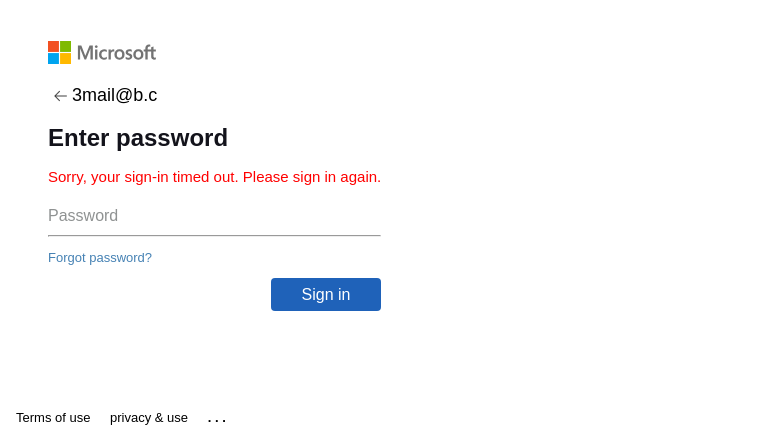 Microsoft
3mail@b.c
Enter password
Sorry, your sign-in timed out. Please sign in again.
Password
Forgot password?
Sign in
Terms of use privacy & use ...